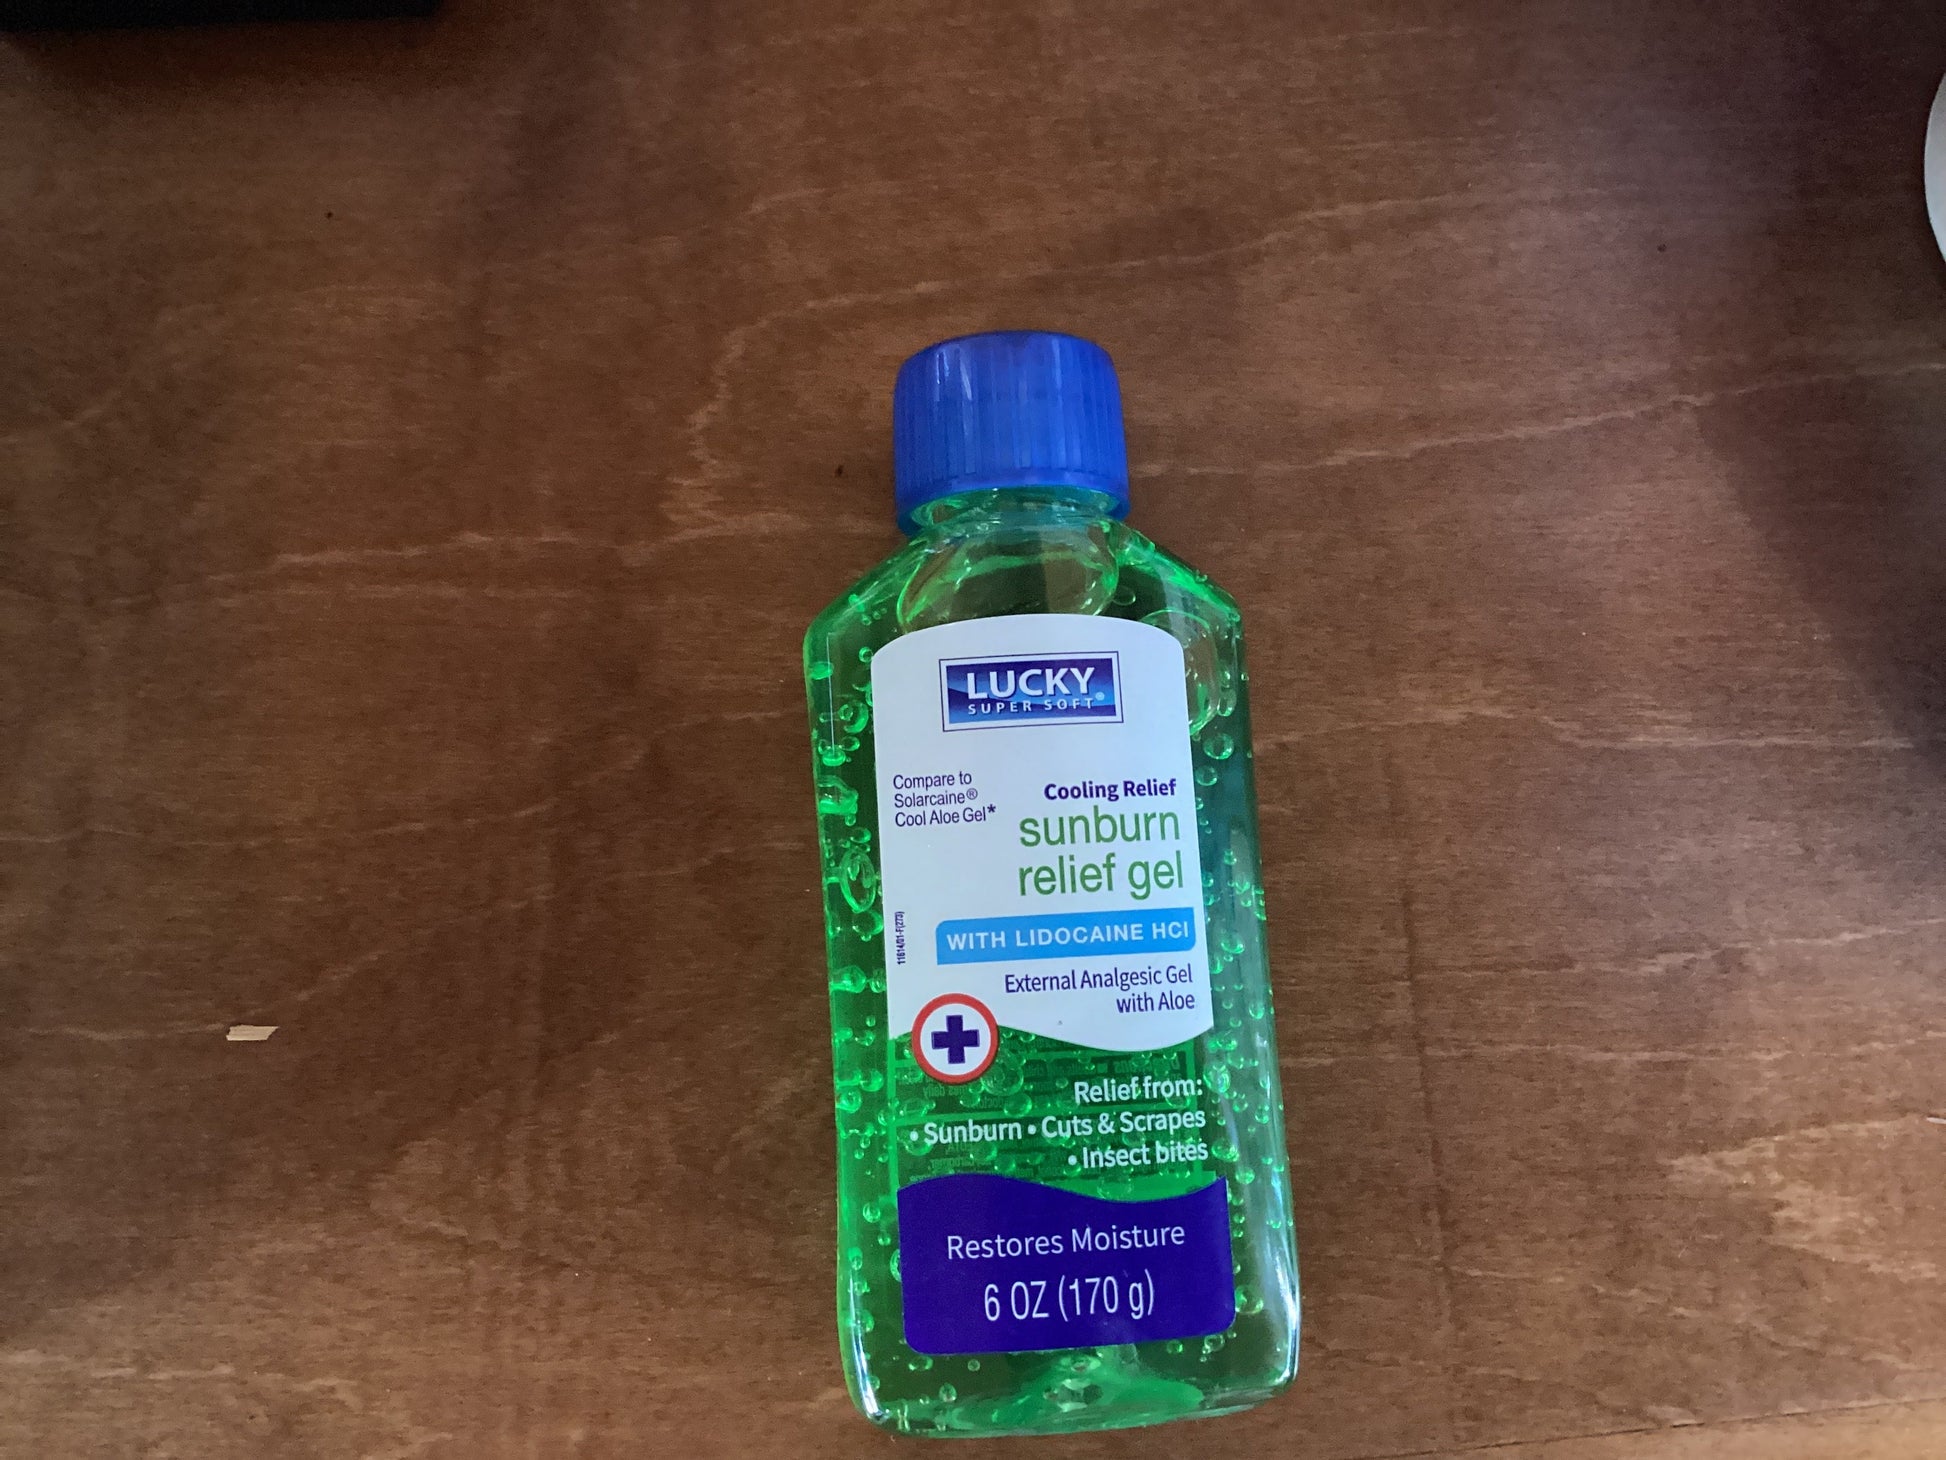 LUCKY
SUPER SOFT®
Compare to
Solarcaine®
Cool Aloe Gel*
Cooling Relief
sunburn
relief gel
WITH LIDOCAINE HCl
External Analgesic Gel
with Aloe
Relief from:
• Sunburn • Cuts & Scrapes
• Insect bites
Restores Moisture
6 OZ (170 g)